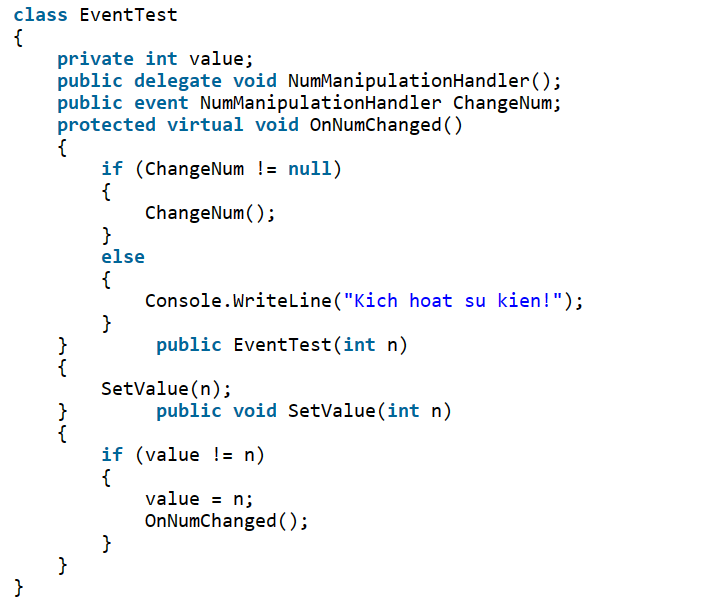 class EventTest
{
    private int value;
    public delegate void NumManipulationHandler();
    public event NumManipulationHandler ChangeNum;
    protected virtual void OnNumChanged()
    {
        if (ChangeNum != null)
        {
            ChangeNum();
        }
        else
        {
            Console.WriteLine("Kich hoat su kien!");
        }
    }        public EventTest(int n)
    {
        SetValue(n);
    }        public void SetValue(int n)
    {
        if (value != n)
        {
            value = n;
            OnNumChanged();
        }
    }
}